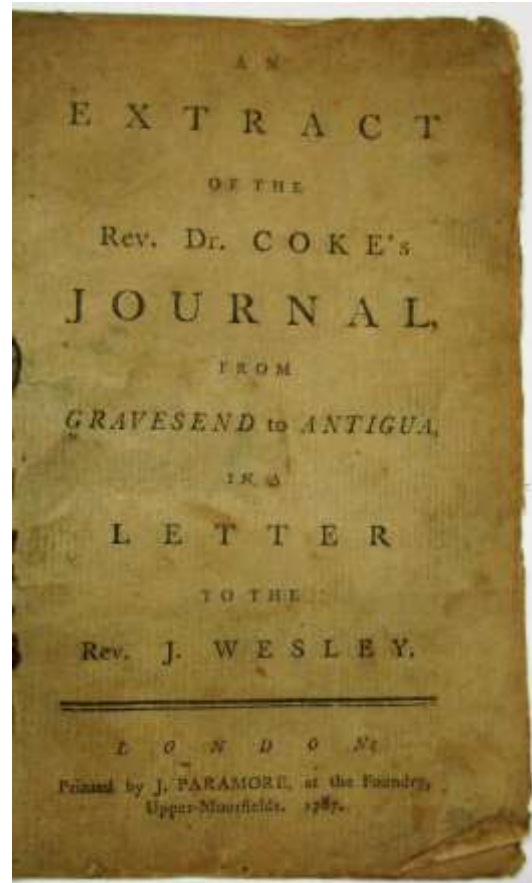 AN
EXTRACT
OF THE
Rev. Dr. COKE's
JOURNAL,
FROM
GRAVESEND to ANTIGUA,
IN A
LETTER
TO THE
Rev. J. WESLEY.
LONDON:
Printed by J. PARAMORE, at the Foundry,
Upper-Moorfields. 1787.